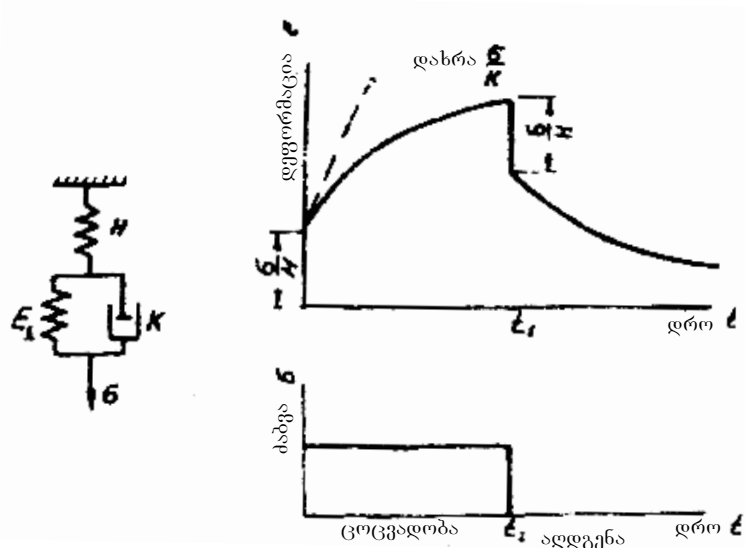 ε
დეფორმაცია
დახრა σ/K
σ/H
σ/H
t₁
დრო t
H
E₁
K
σ
σ
ძაბვა
ცოცვადობა
t₁
აღდგენა
დრო t